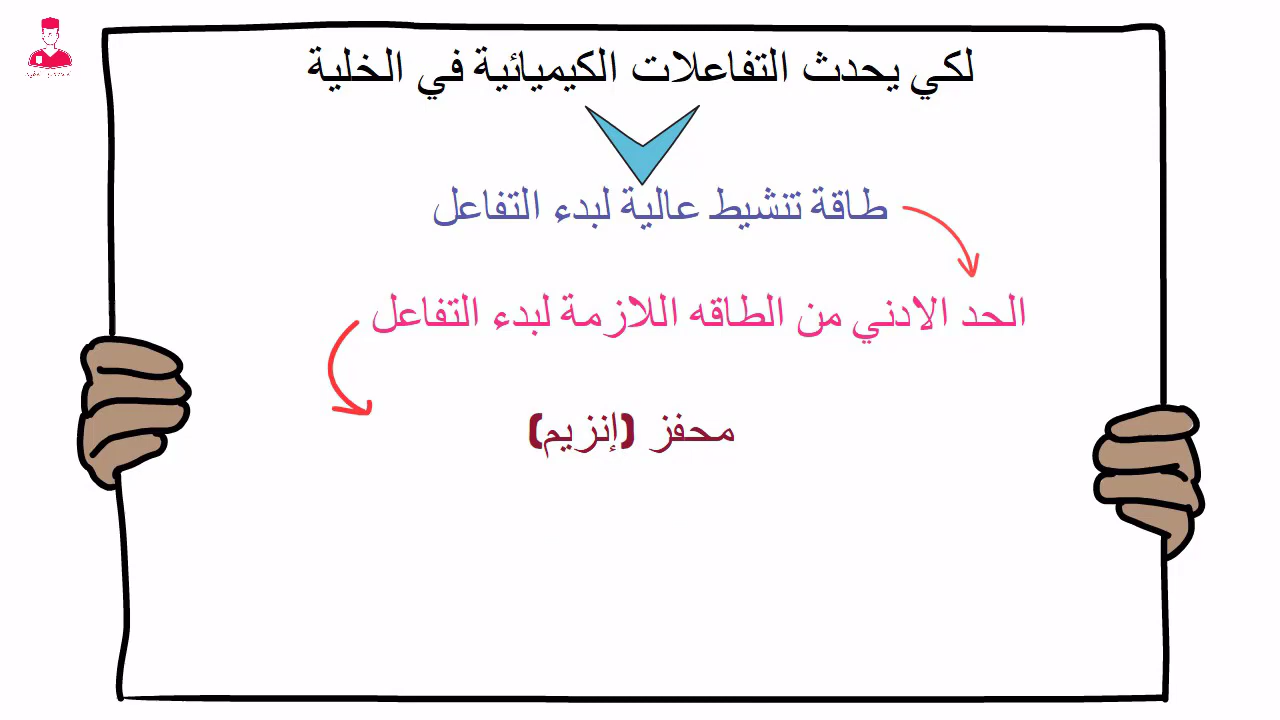 لكي يحدث التفاعلات الكيميائية في الخلية
طاقة تنشيط عالية لبدء التفاعل
الحد الادني من الطاقه اللازمة لبدء التفاعل
محفز (إنزيم)